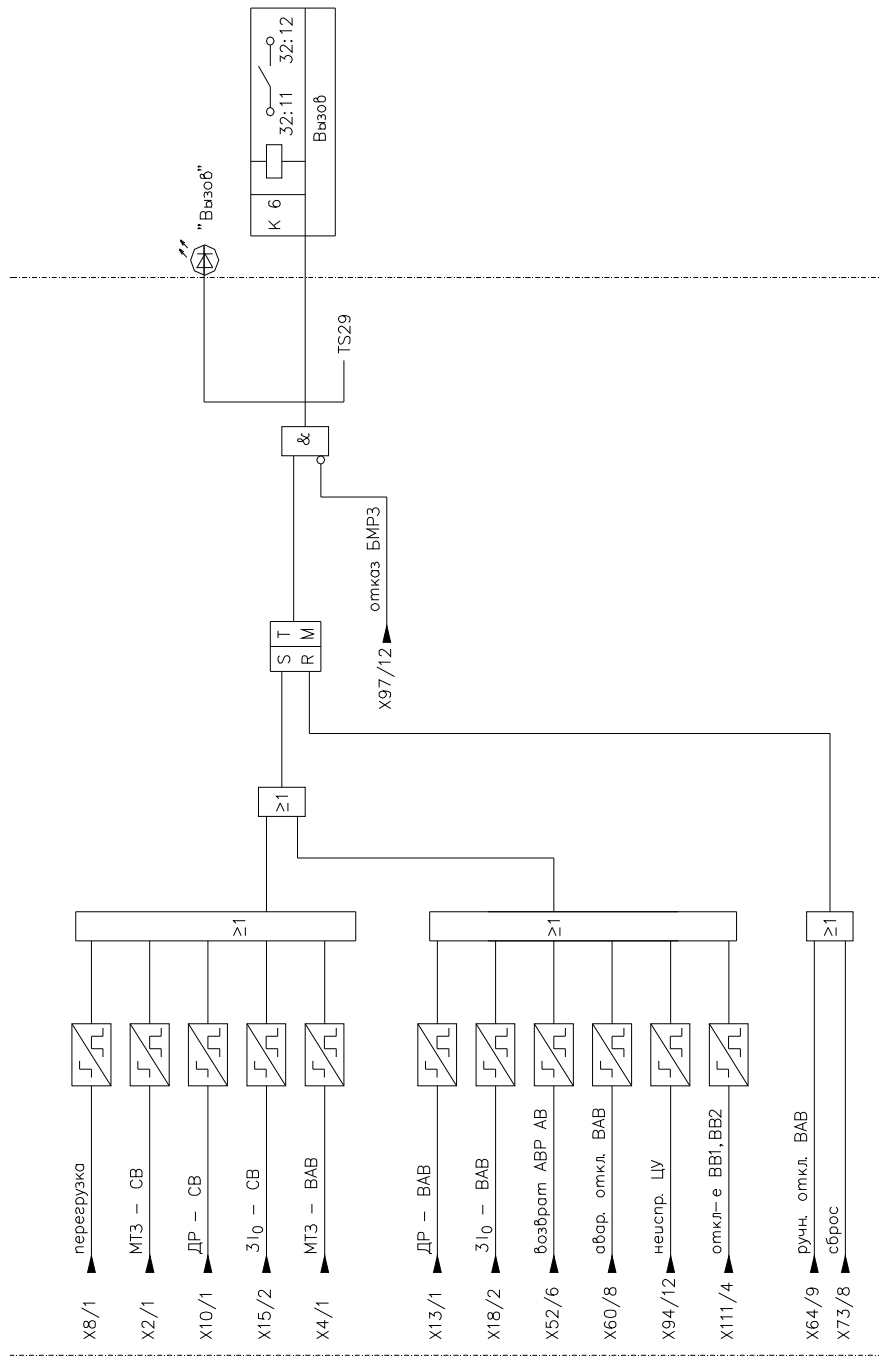 X8/1 перегрузка
X2/1 МТЗ – СВ
X10/1 ДР – СВ
X15/2 3I0 – СВ
X4/1 МТЗ – ВАВ
X13/1 ДР – ВАВ
X18/2 3I0 – ВАВ
X52/6 возврат АВР АВ
X60/8 авар. откл. ВАВ
X94/12 неиспр. ЦУ
X111/4 откл–е ВВ1,ВВ2
X64/9 ручн. откл. ВАВ
X73/8 сброс
≥1
≥1
≥1
≥1
S T
R M
X97/12 отказ БМРЗ
&
TS29
"Вызов"
К 6
32:11 32:12
Вызов